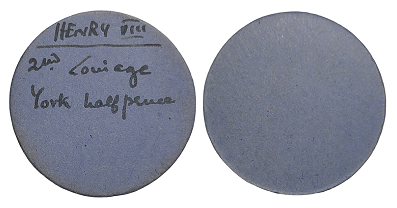 HENRY VIII
2nd Coinage
York halfpence